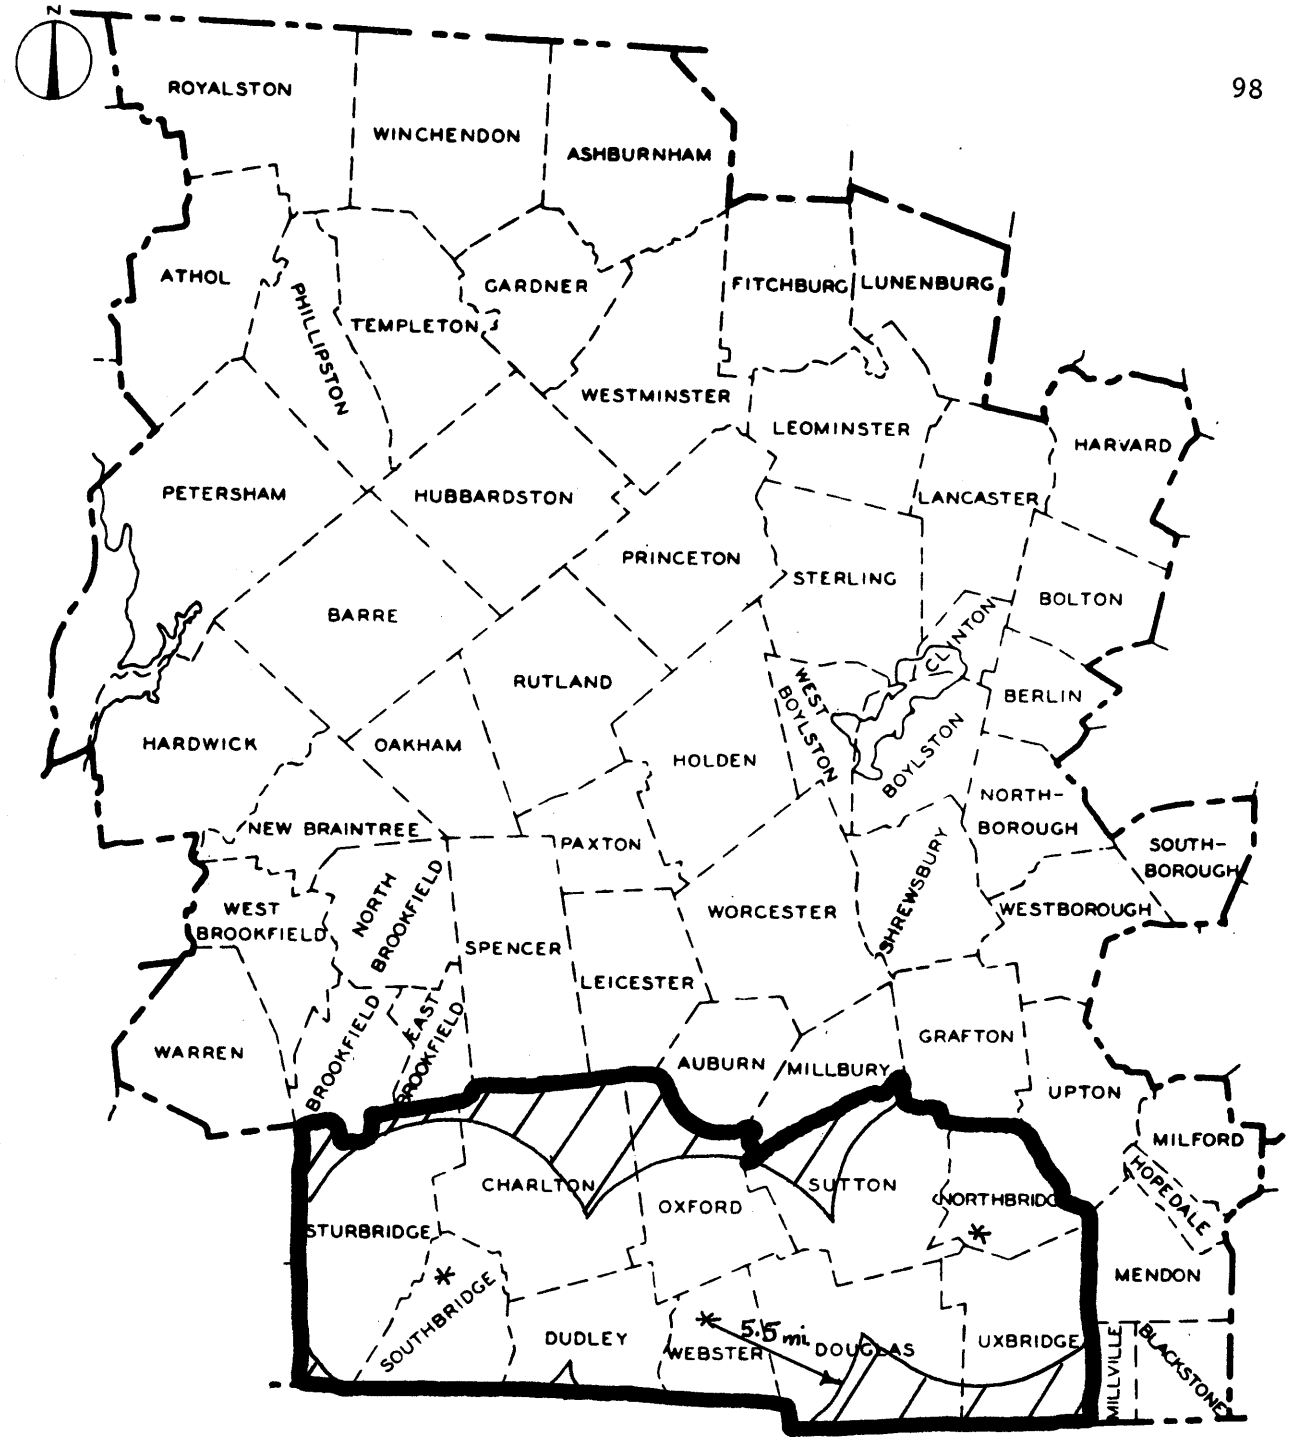 N
98
ROYALSTON
WINCHENDON
ASHBURNHAM
ATHOL
PHILLIPSTON
TEMPLETON
GARDNER
FITCHBURG
LUNENBURG
WESTMINSTER
LEOMINSTER
HARVARD
PETERSHAM
HUBBARDSTON
LANCASTER
PRINCETON
STERLING
BOLTON
BARRE
CLINTON
RUTLAND
WEST
BOYLSTON
BERLIN
HARDWICK
OAKHAM
HOLDEN
BOYLSTON
NORTH-
BOROUGH
NEW BRAINTREE
PAXTON
SHREWSBURY
SOUTH-
BOROUGH
WEST
BROOKFIELD
NORTH
BROOKFIELD
SPENCER
WORCESTER
WESTBOROUGH
LEICESTER
WARREN
BROOKFIELD
EAST
BROOKFIELD
AUBURN
MILLBURY
GRAFTON
UPTON
MILFORD
HOPEDALE
CHARLTON
OXFORD
SUTTON
NORTHBRIDG
STURBRIDGE
*
*
SOUTHBRIDGE
MENDON
DUDLEY
*
5.5 mi.
WEBSTER
DOUGLAS
UXBRIDGE
MILLVILLE
BLACKSTONE